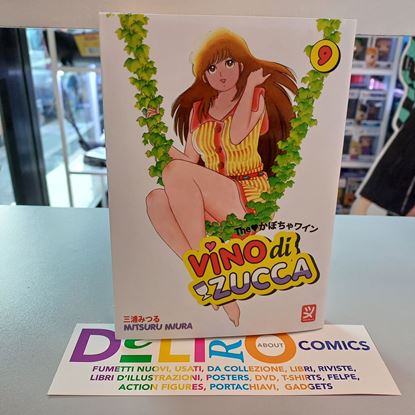 9
The♥かぼちゃワイン
VINO di
ZUCCA
三浦みつる
MITSURU MIURA
DELIRO ABOUT COMICS
FUMETTI NUOVI, USATI, DA COLLEZIONE, LIBRI, RIVISTE,
LIBRI D'ILLUSTRAZIONI, POSTERS, DVD, T-SHIRTS, FELPE,
ACTION FIGURES, PORTACHIAVI, GADGETS